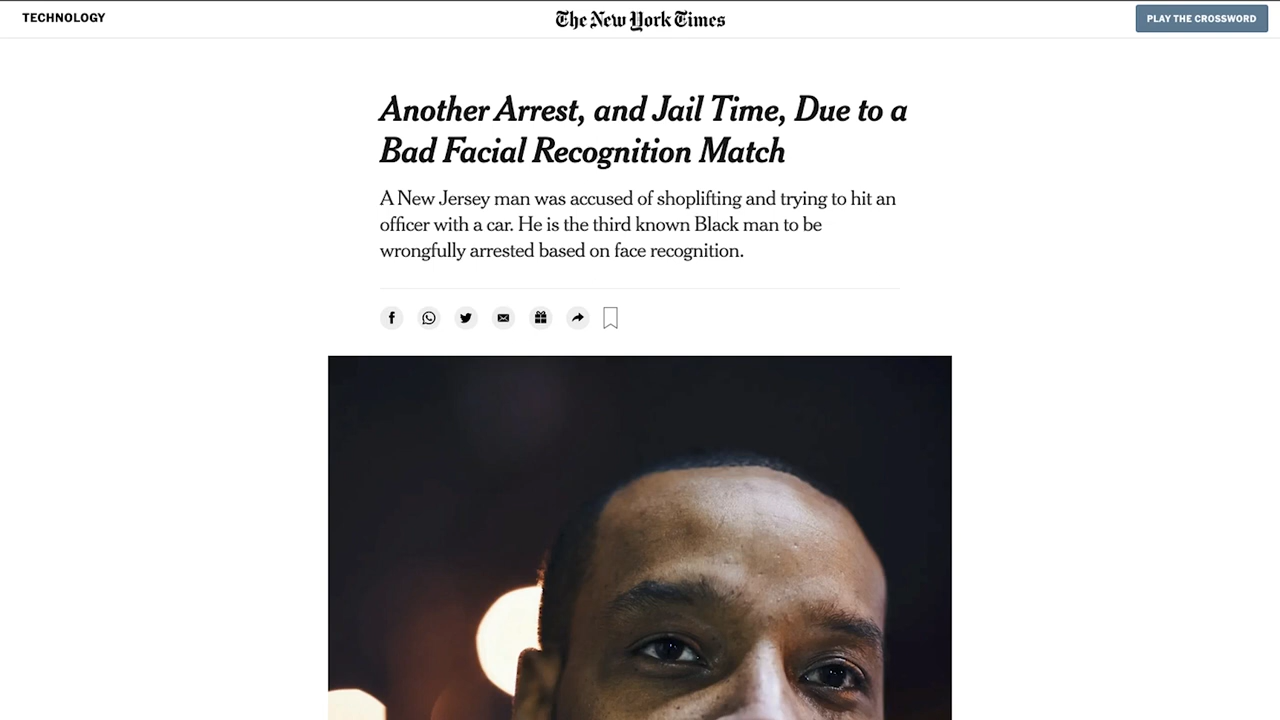 TECHNOLOGY
The New York Times
PLAY THE CROSSWORD
Another Arrest, and Jail Time, Due to a
Bad Facial Recognition Match
A New Jersey man was accused of shoplifting and trying to hit an
officer with a car. He is the third known Black man to be
wrongfully arrested based on face recognition.